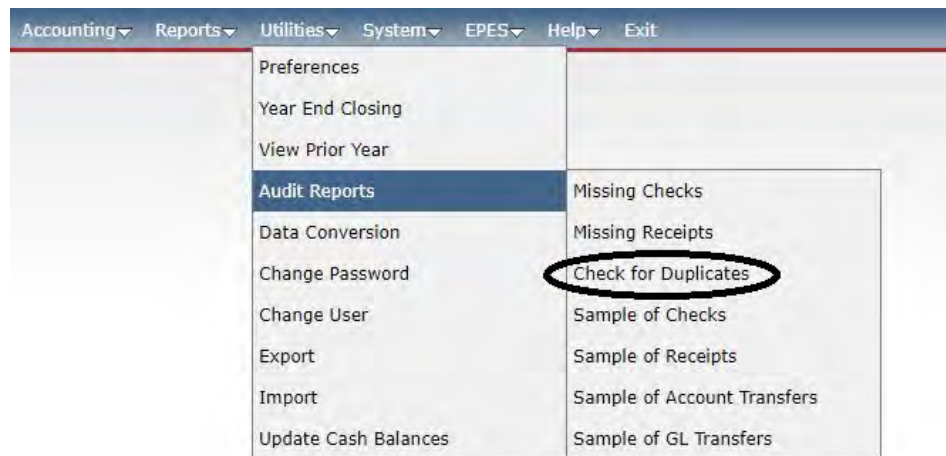 Accounting Reports Utilities System EPES Help Exit
Preferences
Year End Closing
View Prior Year
Audit Reports
Data Conversion
Change Password
Change User
Export
Import
Update Cash Balances
Missing Checks
Missing Receipts
Check for Duplicates
Sample of Checks
Sample of Receipts
Sample of Account Transfers
Sample of GL Transfers